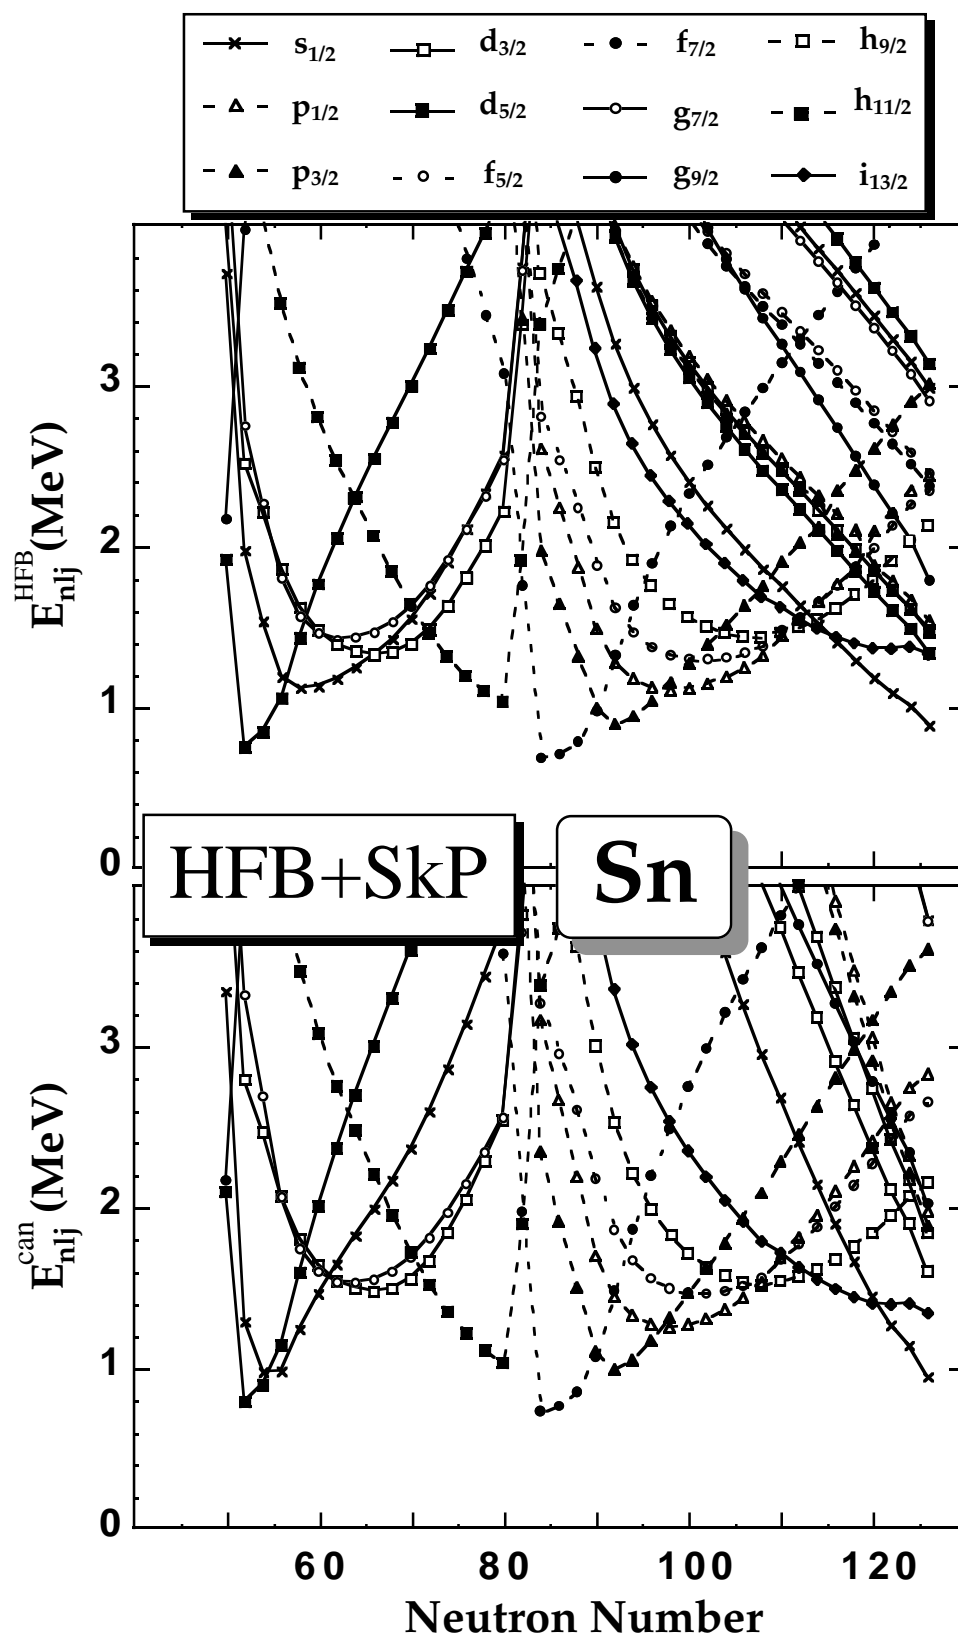 s1/2 d3/2 f7/2 h9/2
p1/2 d5/2 g7/2 h11/2
p3/2 f5/2 g9/2 i13/2
E^HFB_nlj (MeV)
3
2
1
0
HFB+SkP
Sn
E^can_nlj (MeV)
3
2
1
0
60 80 100 120
Neutron Number